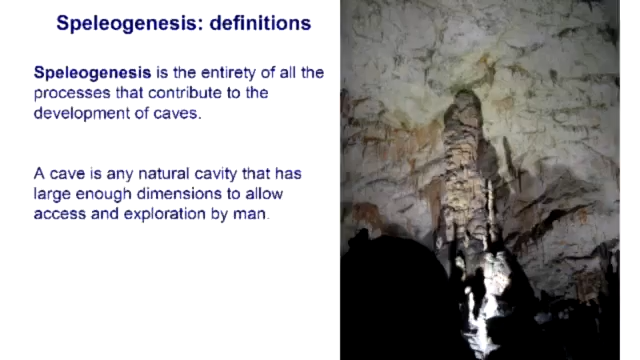 Speleogenesis: definitions
Speleogenesis is the entirety of all the
processes that contribute to the
development of caves.
A cave is any natural cavity that has
large enough dimensions to allow
access and exploration by man.